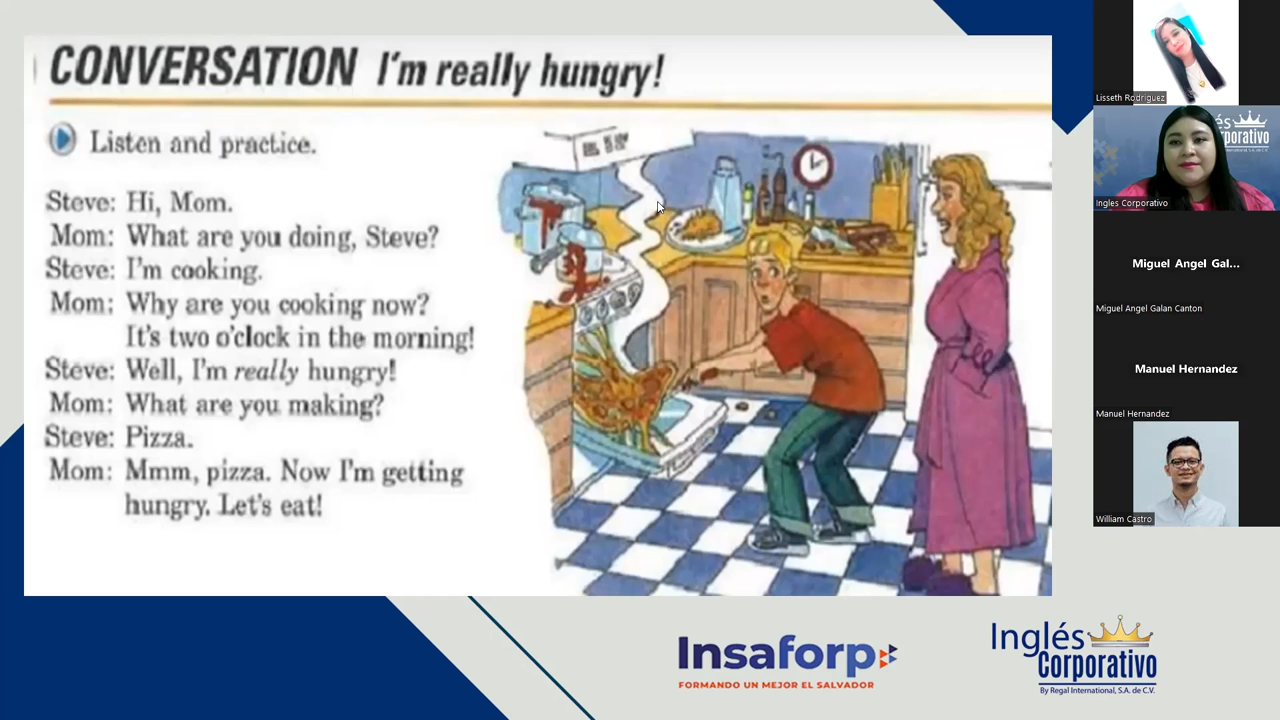 CONVERSATION I'm really hungry!
Listen and practice.
Steve: Hi, Mom.
Mom: What are you doing, Steve?
Steve: I'm cooking.
Mom: Why are you cooking now?
It's two o'clock in the morning!
Steve: Well, I'm really hungry!
Mom: What are you making?
Steve: Pizza.
Mom: Mmm, pizza. Now I'm getting
hungry. Let's eat!
Insaforp
FORMANDO UN MEJOR EL SALVADOR
Inglés
Corporativo
By Regal International, S.A. de C.V.
Lisseth Rodriguez
és
orporativo
International, S.A. de C.V.
Ingles Corporativo
Miguel Angel Gal...
Miguel Angel Galan Canton
Manuel Hernandez
Manuel Hernandez
William Castro